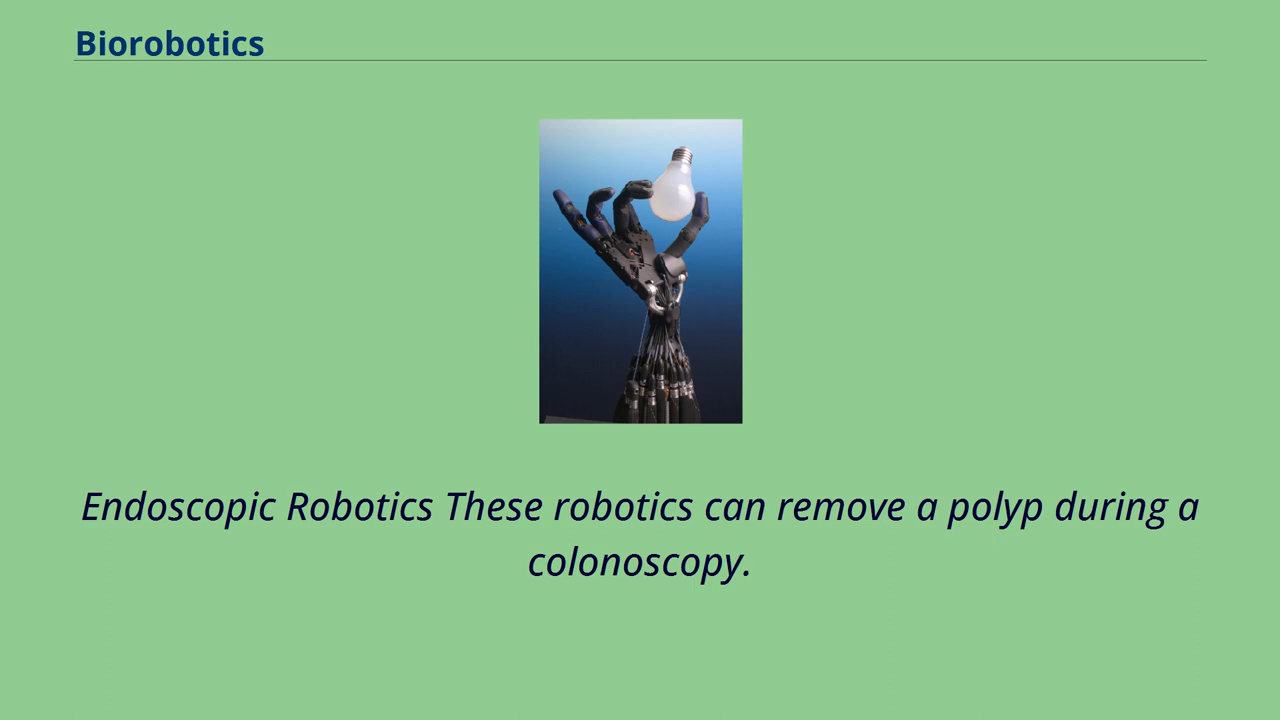 Biorobotics
Endoscopic Robotics These robotics can remove a polyp during a
colonoscopy.